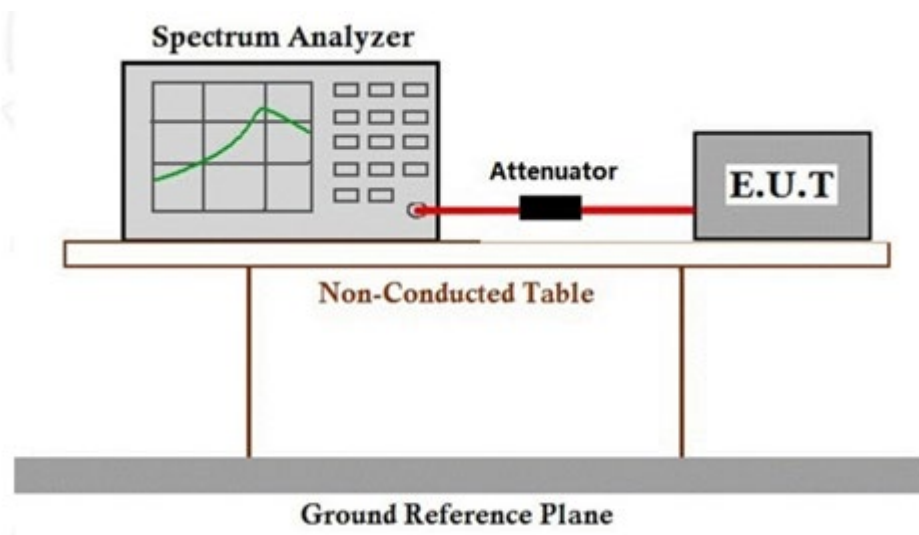 Spectrum Analyzer
Attenuator
E.U.T
Non-Conducted Table
Ground Reference Plane